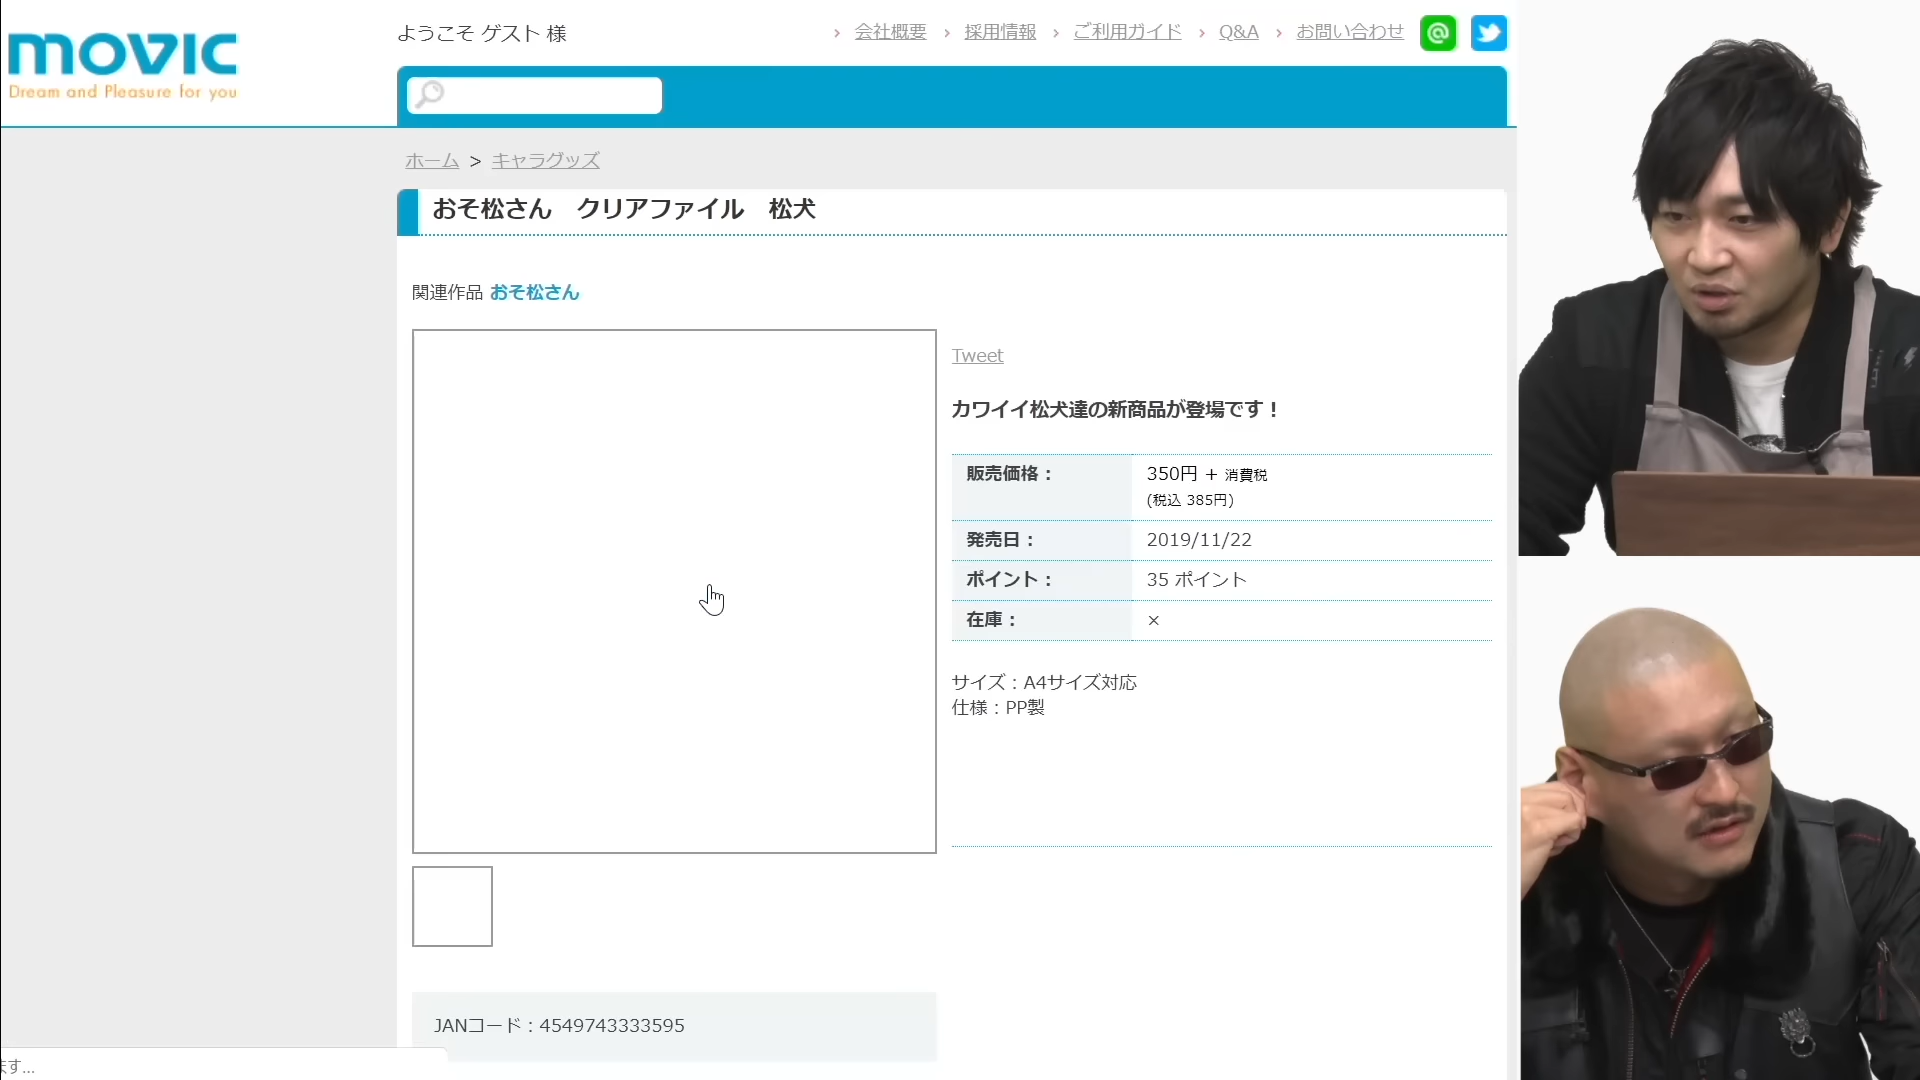 movic
Dream and Pleasure for you
ようこそ ゲスト 様
› 会社概要 › 採用情報 › ご利用ガイド › Q&A › お問い合わせ
ホーム > キャラグッズ
おそ松さん　クリアファイル　松犬
関連作品 おそ松さん
Tweet
カワイイ松犬達の新商品が登場です！
販売価格： 350円 + 消費税
(税込 385円)
発売日： 2019/11/22
ポイント： 35 ポイント
在庫： ×
サイズ：A4サイズ対応
仕様：PP製
JANコード：4549743333595
ます...